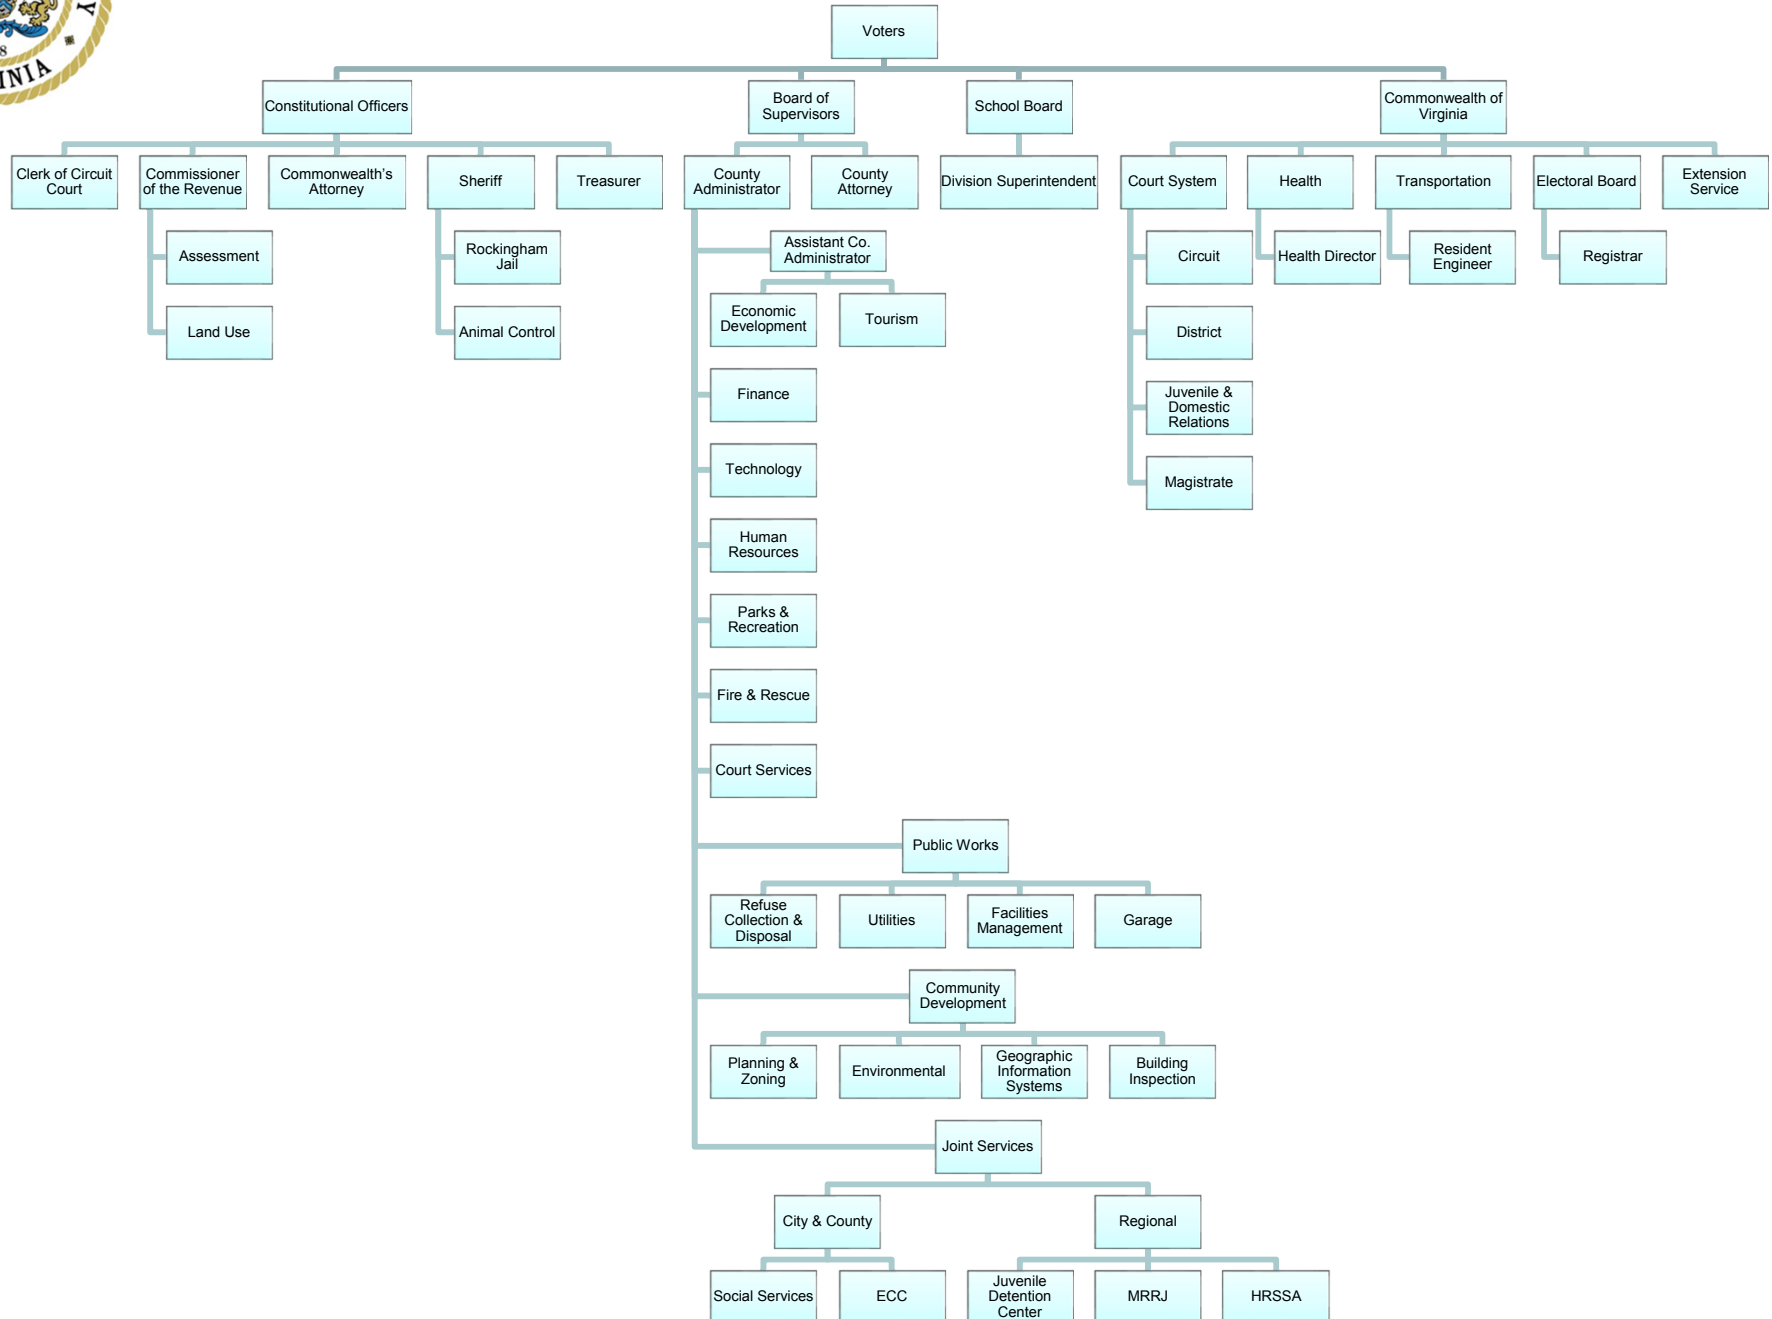 Y
8
INIA
Voters
Constitutional Officers
Board of
Supervisors
School Board
Commonwealth of
Virginia
Clerk of Circuit
Court
Commissioner
of the Revenue
Commonwealth’s
Attorney
Sheriff
Treasurer
County
Administrator
County
Attorney
Division Superintendent
Court System
Health
Transportation
Electoral Board
Extension
Service
Assessment
Rockingham
Jail
Assistant Co.
Administrator
Circuit
Health Director
Resident
Engineer
Registrar
Land Use
Animal Control
Economic
Development
Tourism
District
Finance
Juvenile &
Domestic
Relations
Technology
Magistrate
Human
Resources
Parks &
Recreation
Fire & Rescue
Court Services
Public Works
Refuse
Collection &
Disposal
Utilities
Facilities
Management
Garage
Community
Development
Planning &
Zoning
Environmental
Geographic
Information
Systems
Building
Inspection
Joint Services
City & County
Regional
Social Services
ECC
Juvenile
Detention
Center
MRRJ
HRSSA